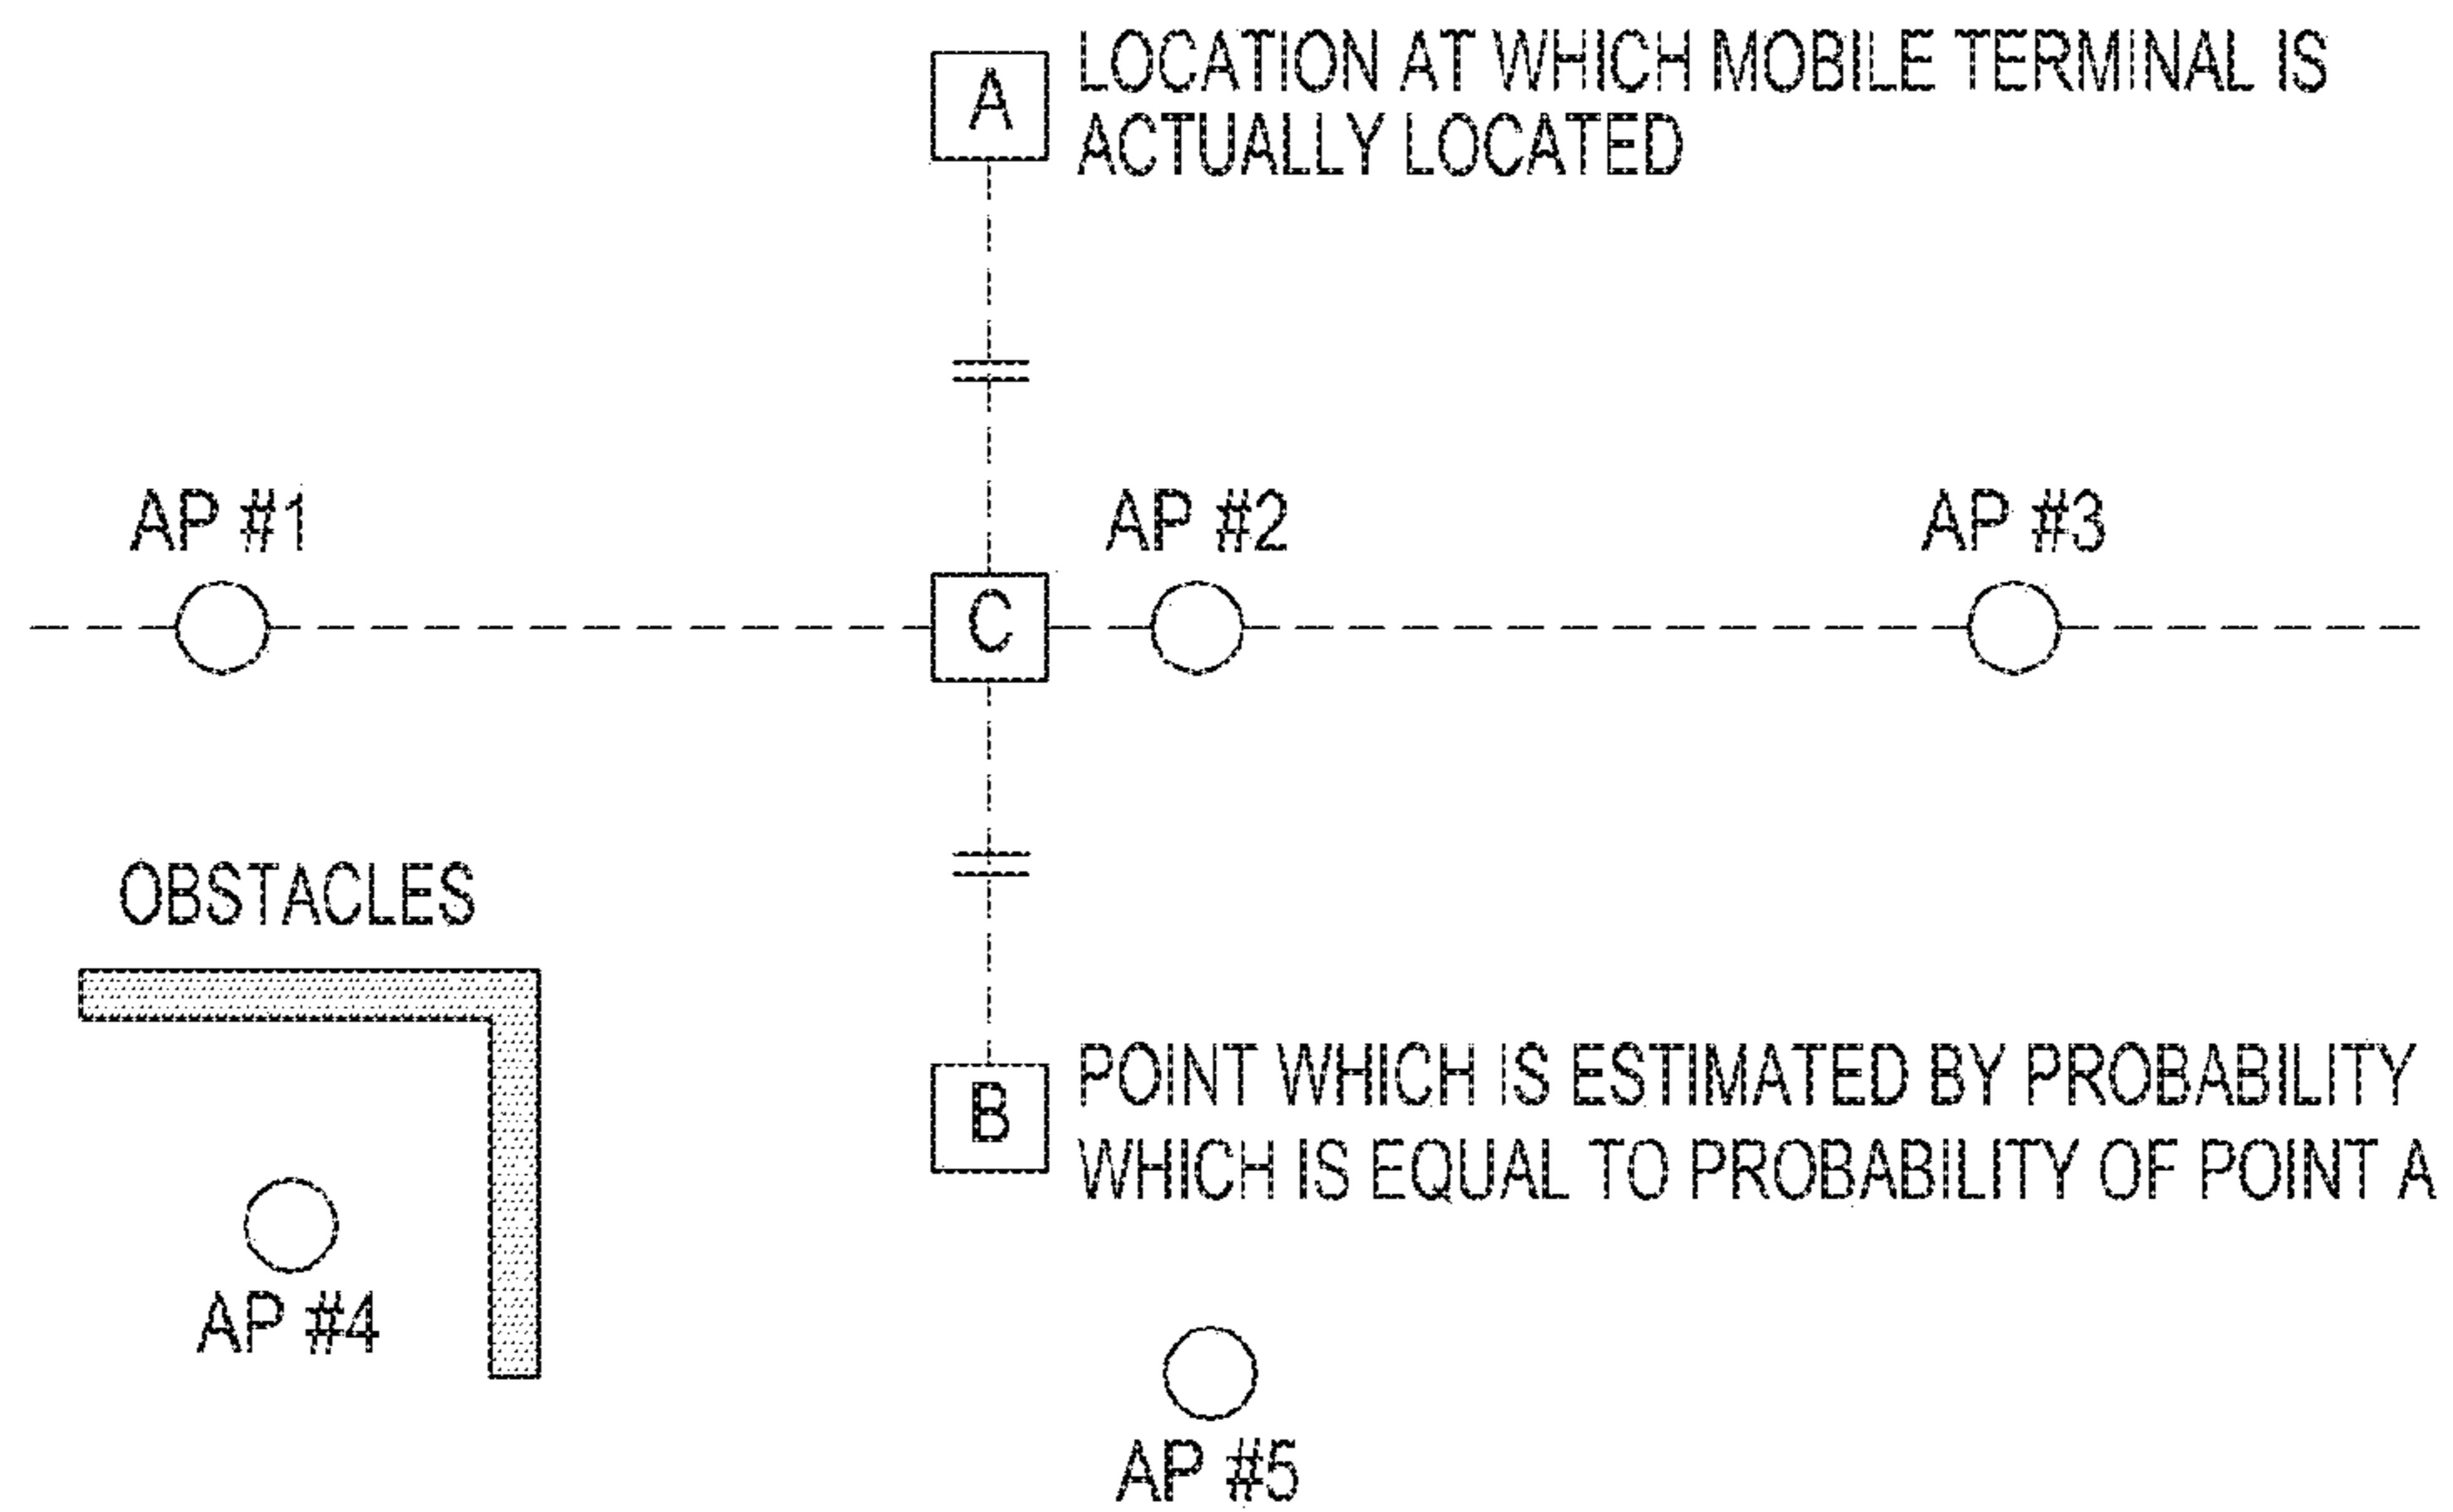 A
LOCATION AT WHICH MOBILE TERMINAL IS
ACTUALLY LOCATED
AP #1
AP #2
AP #3
C
OBSTACLES
B
POINT WHICH IS ESTIMATED BY PROBABILITY
WHICH IS EQUAL TO PROBABILITY OF POINT A
AP #4
AP #5